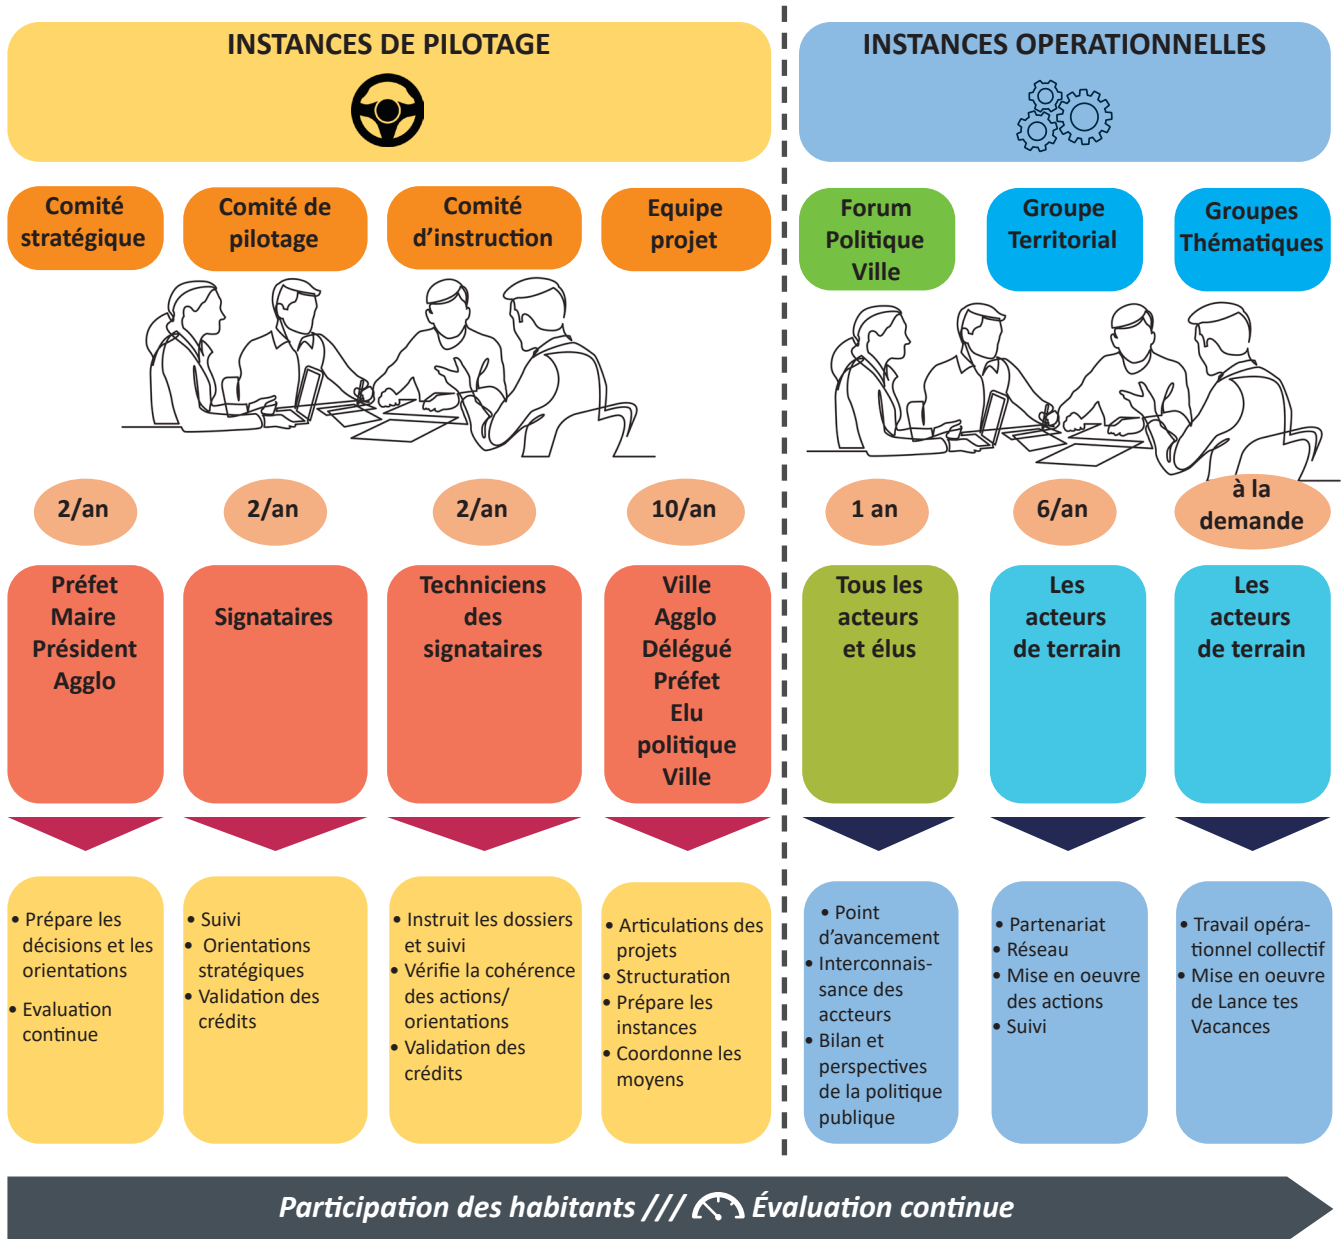 INSTANCES DE PILOTAGE
INSTANCES OPERATIONNELLES
Comité
stratégique
Comité de
pilotage
Comité
d'instruction
Equipe
projet
Forum
Politique
Ville
Groupe
Territorial
Groupes
Thématiques
2/an
2/an
2/an
10/an
1 an
6/an
à la
demande
Préfet
Maire
Président
Agglo
Signataires
Techniciens
des
signataires
Ville
Agglo
Délégué
Préfet
Elu
politique
Ville
Tous les
acteurs
et élus
Les
acteurs
de terrain
Les
acteurs
de terrain
• Prépare les
décisions et les
orientations
• Evaluation
continue
• Suivi
• Orientations
stratégiques
• Validation des
crédits
• Instruit les dossiers
et suivi
• Vérifie la cohérence
des actions/
orientations
• Validation des
crédits
• Articulations des
projets
• Structuration
• Prépare les
instances
• Coordonne les
moyens
• Point
d'avancement
• Interconnais-
sance des
accteurs
• Bilan et
perspectives
de la politique
publique
• Partenariat
• Réseau
• Mise en oeuvre
des actions
• Suivi
• Travail opéra-
tionnel collectif
• Mise en oeuvre
de Lance tes
Vacances
Participation des habitants /// Évaluation continue